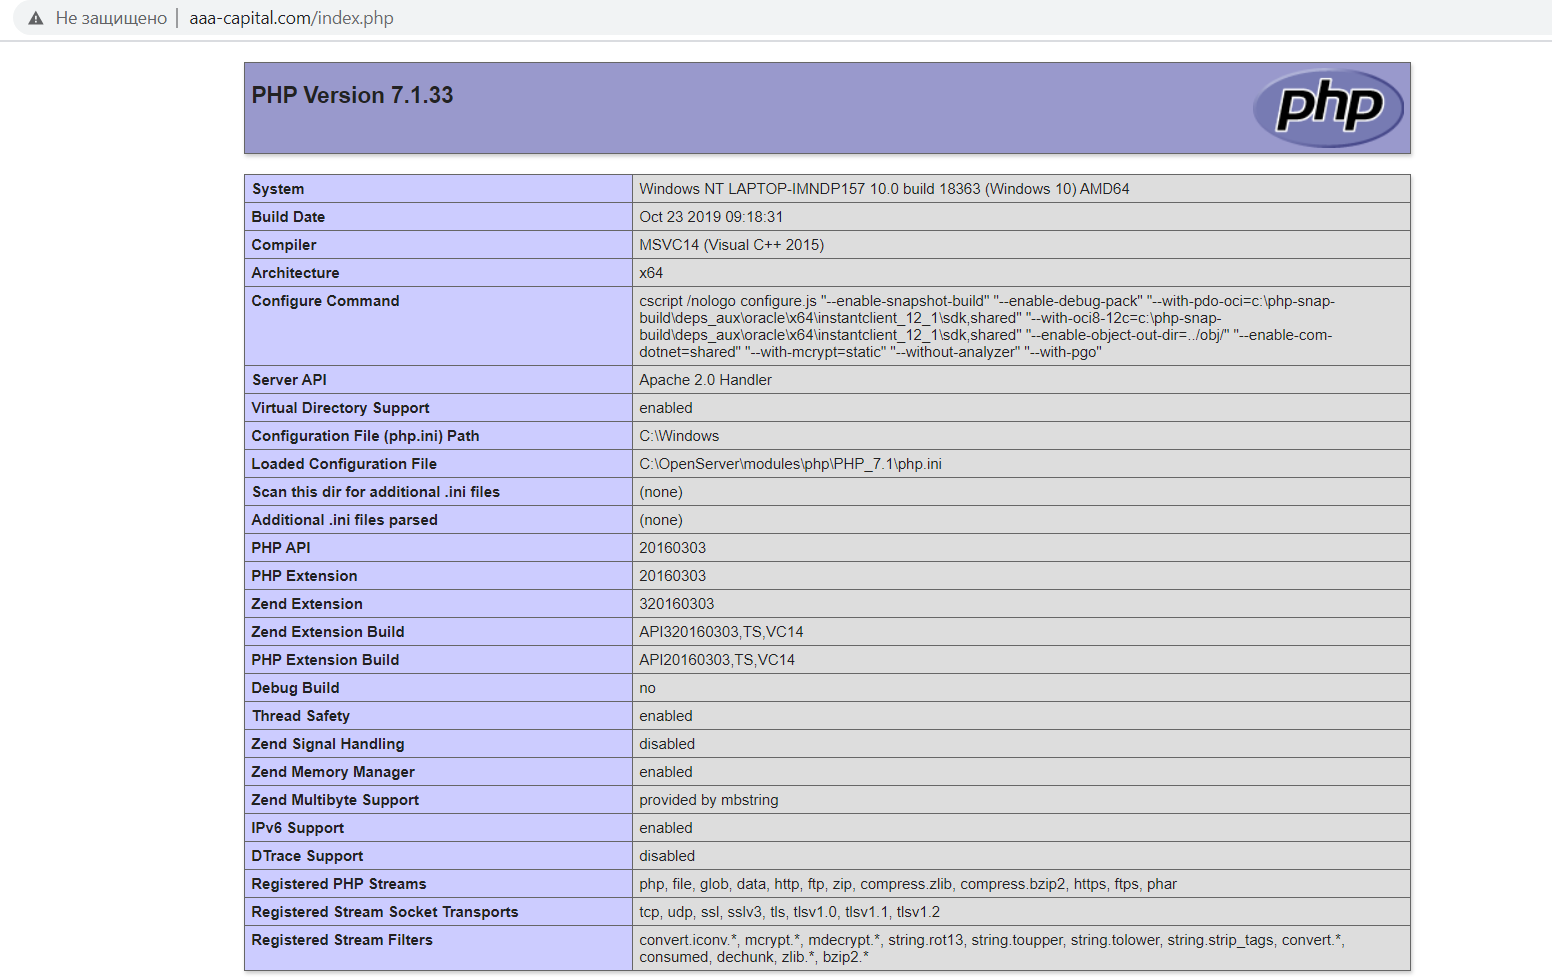 Не защищено | aaa-capital.com/index.php
PHP Version 7.1.33
php
System Windows NT LAPTOP-IMNDP157 10.0 build 18363 (Windows 10) AMD64
Build Date Oct 23 2019 09:18:31
Compiler MSVC14 (Visual C++ 2015)
Architecture x64
Configure Command cscript /nologo configure.js "--enable-snapshot-build" "--enable-debug-pack" "--with-pdo-oci=c:\php-snap-
build\deps_aux\oracle\x64\instantclient_12_1\sdk,shared" "--with-oci8-12c=c:\php-snap-
build\deps_aux\oracle\x64\instantclient_12_1\sdk,shared" "--enable-object-out-dir=../obj/" "--enable-com-
dotnet=shared" "--with-mcrypt=static" "--without-analyzer" "--with-pgo"
Server API Apache 2.0 Handler
Virtual Directory Support enabled
Configuration File (php.ini) Path C:\Windows
Loaded Configuration File C:\OpenServer\modules\php\PHP_7.1\php.ini
Scan this dir for additional .ini files (none)
Additional .ini files parsed (none)
PHP API 20160303
PHP Extension 20160303
Zend Extension 320160303
Zend Extension Build API320160303,TS,VC14
PHP Extension Build API20160303,TS,VC14
Debug Build no
Thread Safety enabled
Zend Signal Handling disabled
Zend Memory Manager enabled
Zend Multibyte Support provided by mbstring
IPv6 Support enabled
DTrace Support disabled
Registered PHP Streams php, file, glob, data, http, ftp, zip, compress.zlib, compress.bzip2, https, ftps, phar
Registered Stream Socket Transports tcp, udp, ssl, sslv3, tls, tlsv1.0, tlsv1.1, tlsv1.2
Registered Stream Filters convert.iconv.*, mcrypt.*, mdecrypt.*, string.rot13, string.toupper, string.tolower, string.strip_tags, convert.*,
consumed, dechunk, zlib.*, bzip2.*